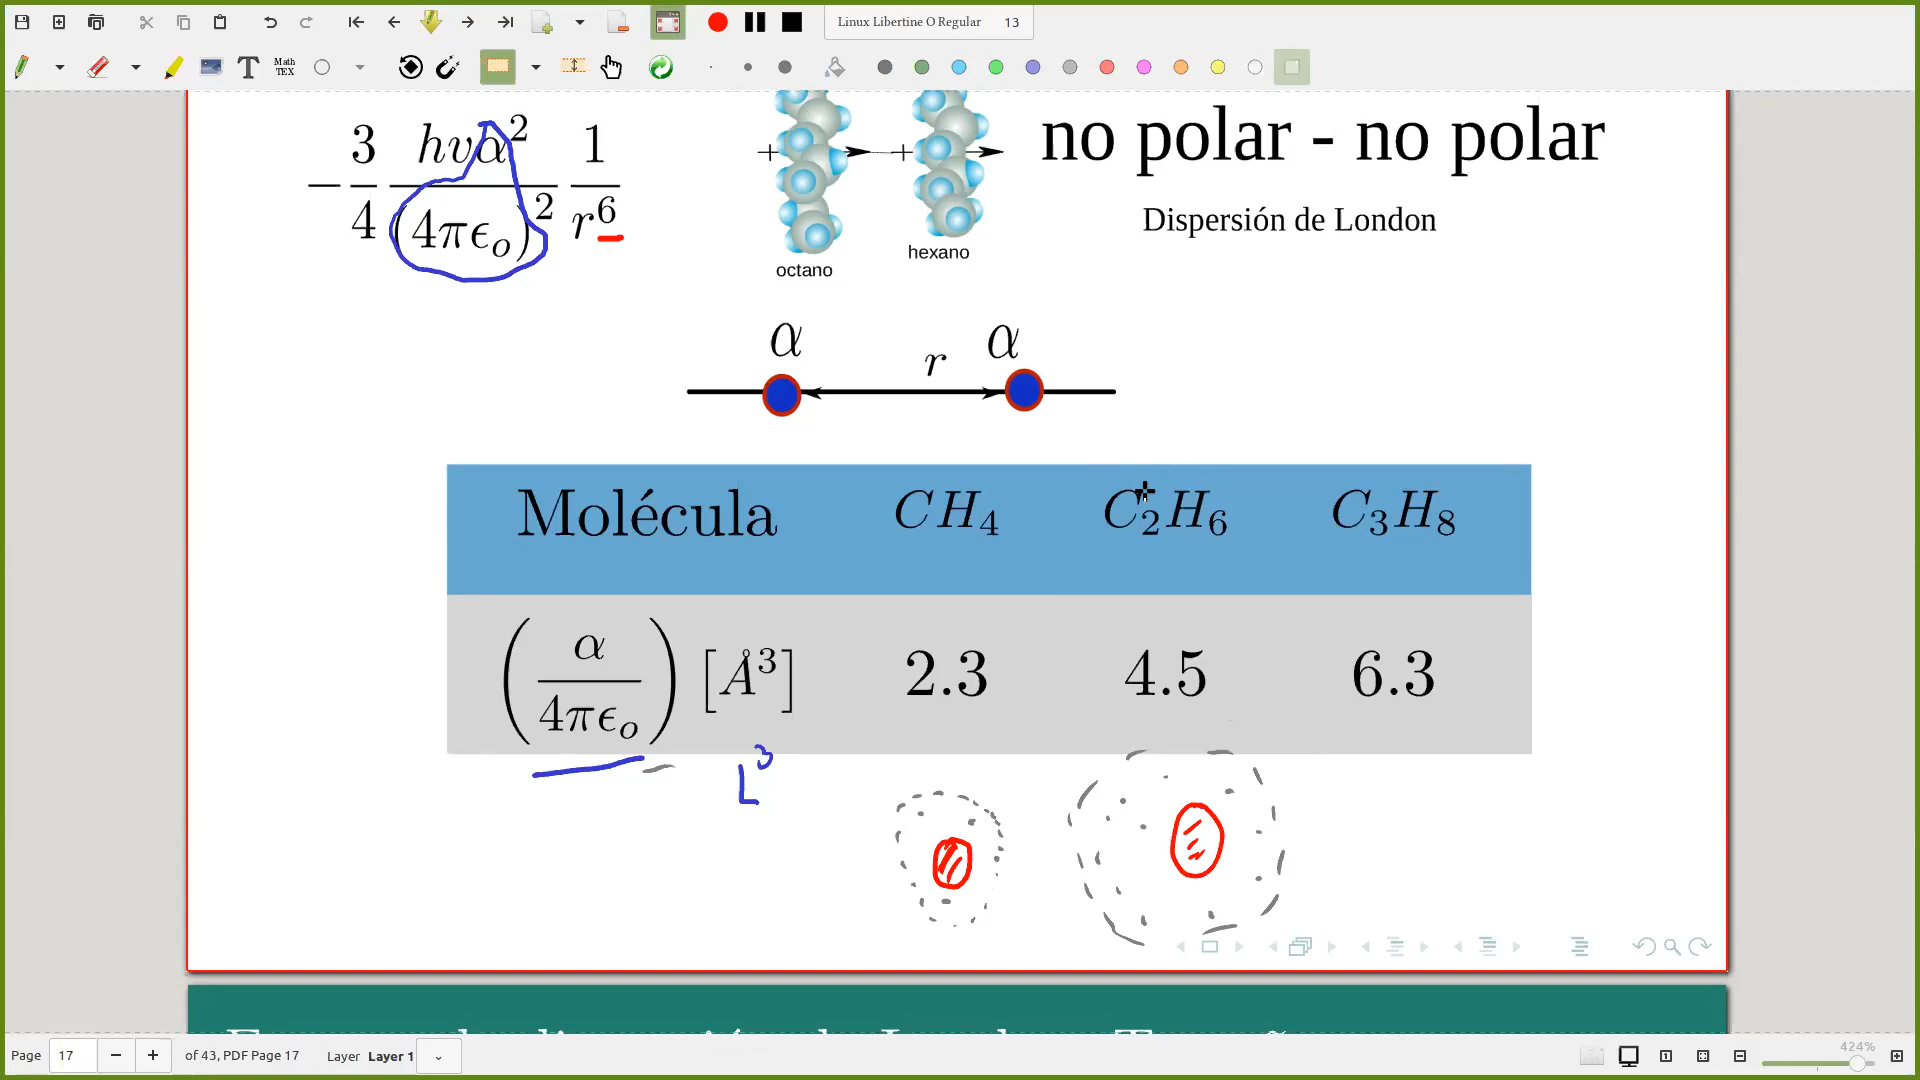 Linux Libertine O Regular 13
Math
TEX
− 3/4 hνα² / (4πϵₒ)² 1/r⁶
+ +
no polar - no polar
Dispersión de London
octano
hexano
α r α
Molécula CH₄ C₂H₆ C₃H₈
(α / 4πϵₒ) [Å³] 2.3 4.5 6.3
L³
Page 17 of 43, PDF Page 17 Layer Layer 1
424%